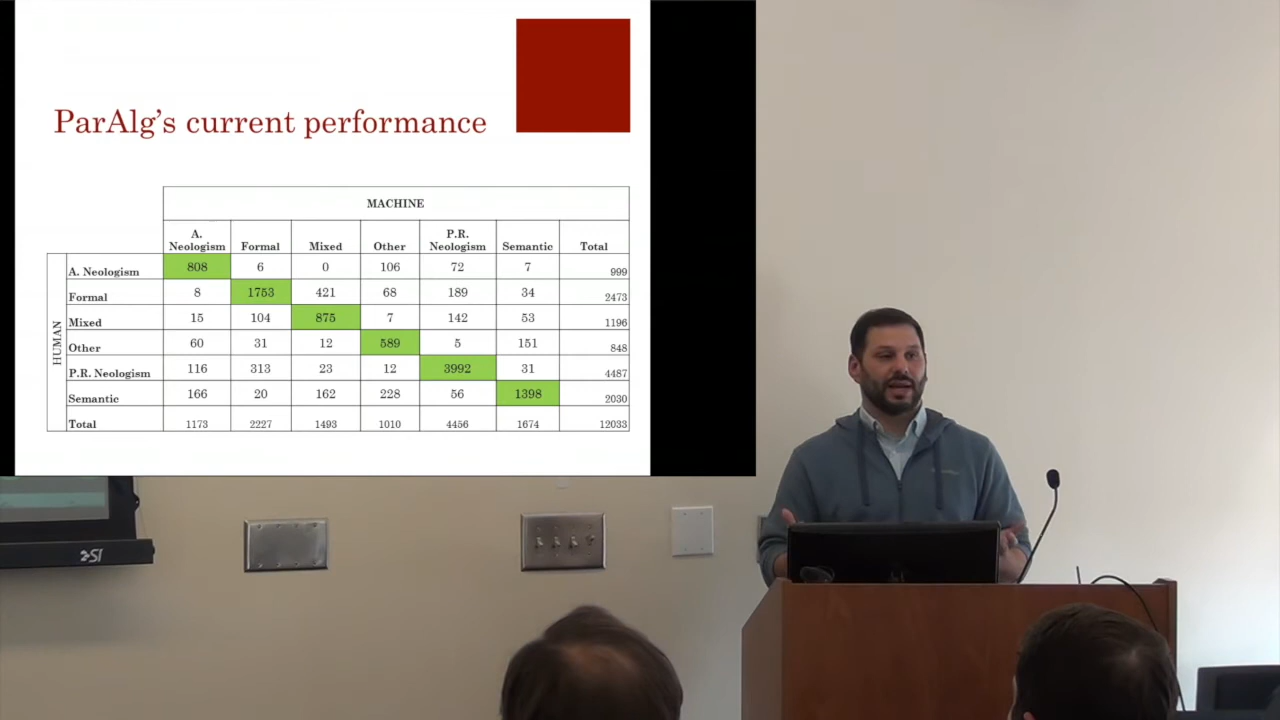 ParAlg's current performance
MACHINE
A. Neologism Formal Mixed Other P.R. Neologism Semantic Total
HUMAN
A. Neologism 808 6 0 106 72 7 999
Formal 8 1753 421 68 189 34 2473
Mixed 15 104 875 7 142 53 1196
Other 60 31 12 589 5 151 848
P.R. Neologism 116 313 23 12 3992 31 4487
Semantic 166 20 162 228 56 1398 2030
Total 1173 2227 1493 1010 4456 1674 12033
SI